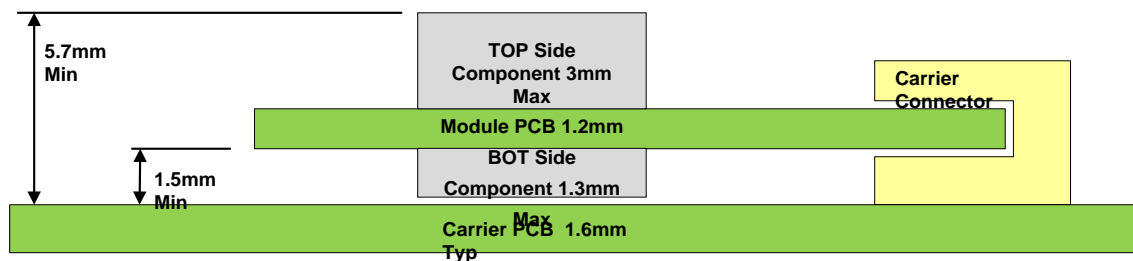 5.7mm
Min
TOP Side
Component 3mm
Max
Carrier
Connector
Module PCB 1.2mm
BOT Side
Component 1.3mm
Max
1.5mm
Min
Carrier PCB  1.6mm
Typ